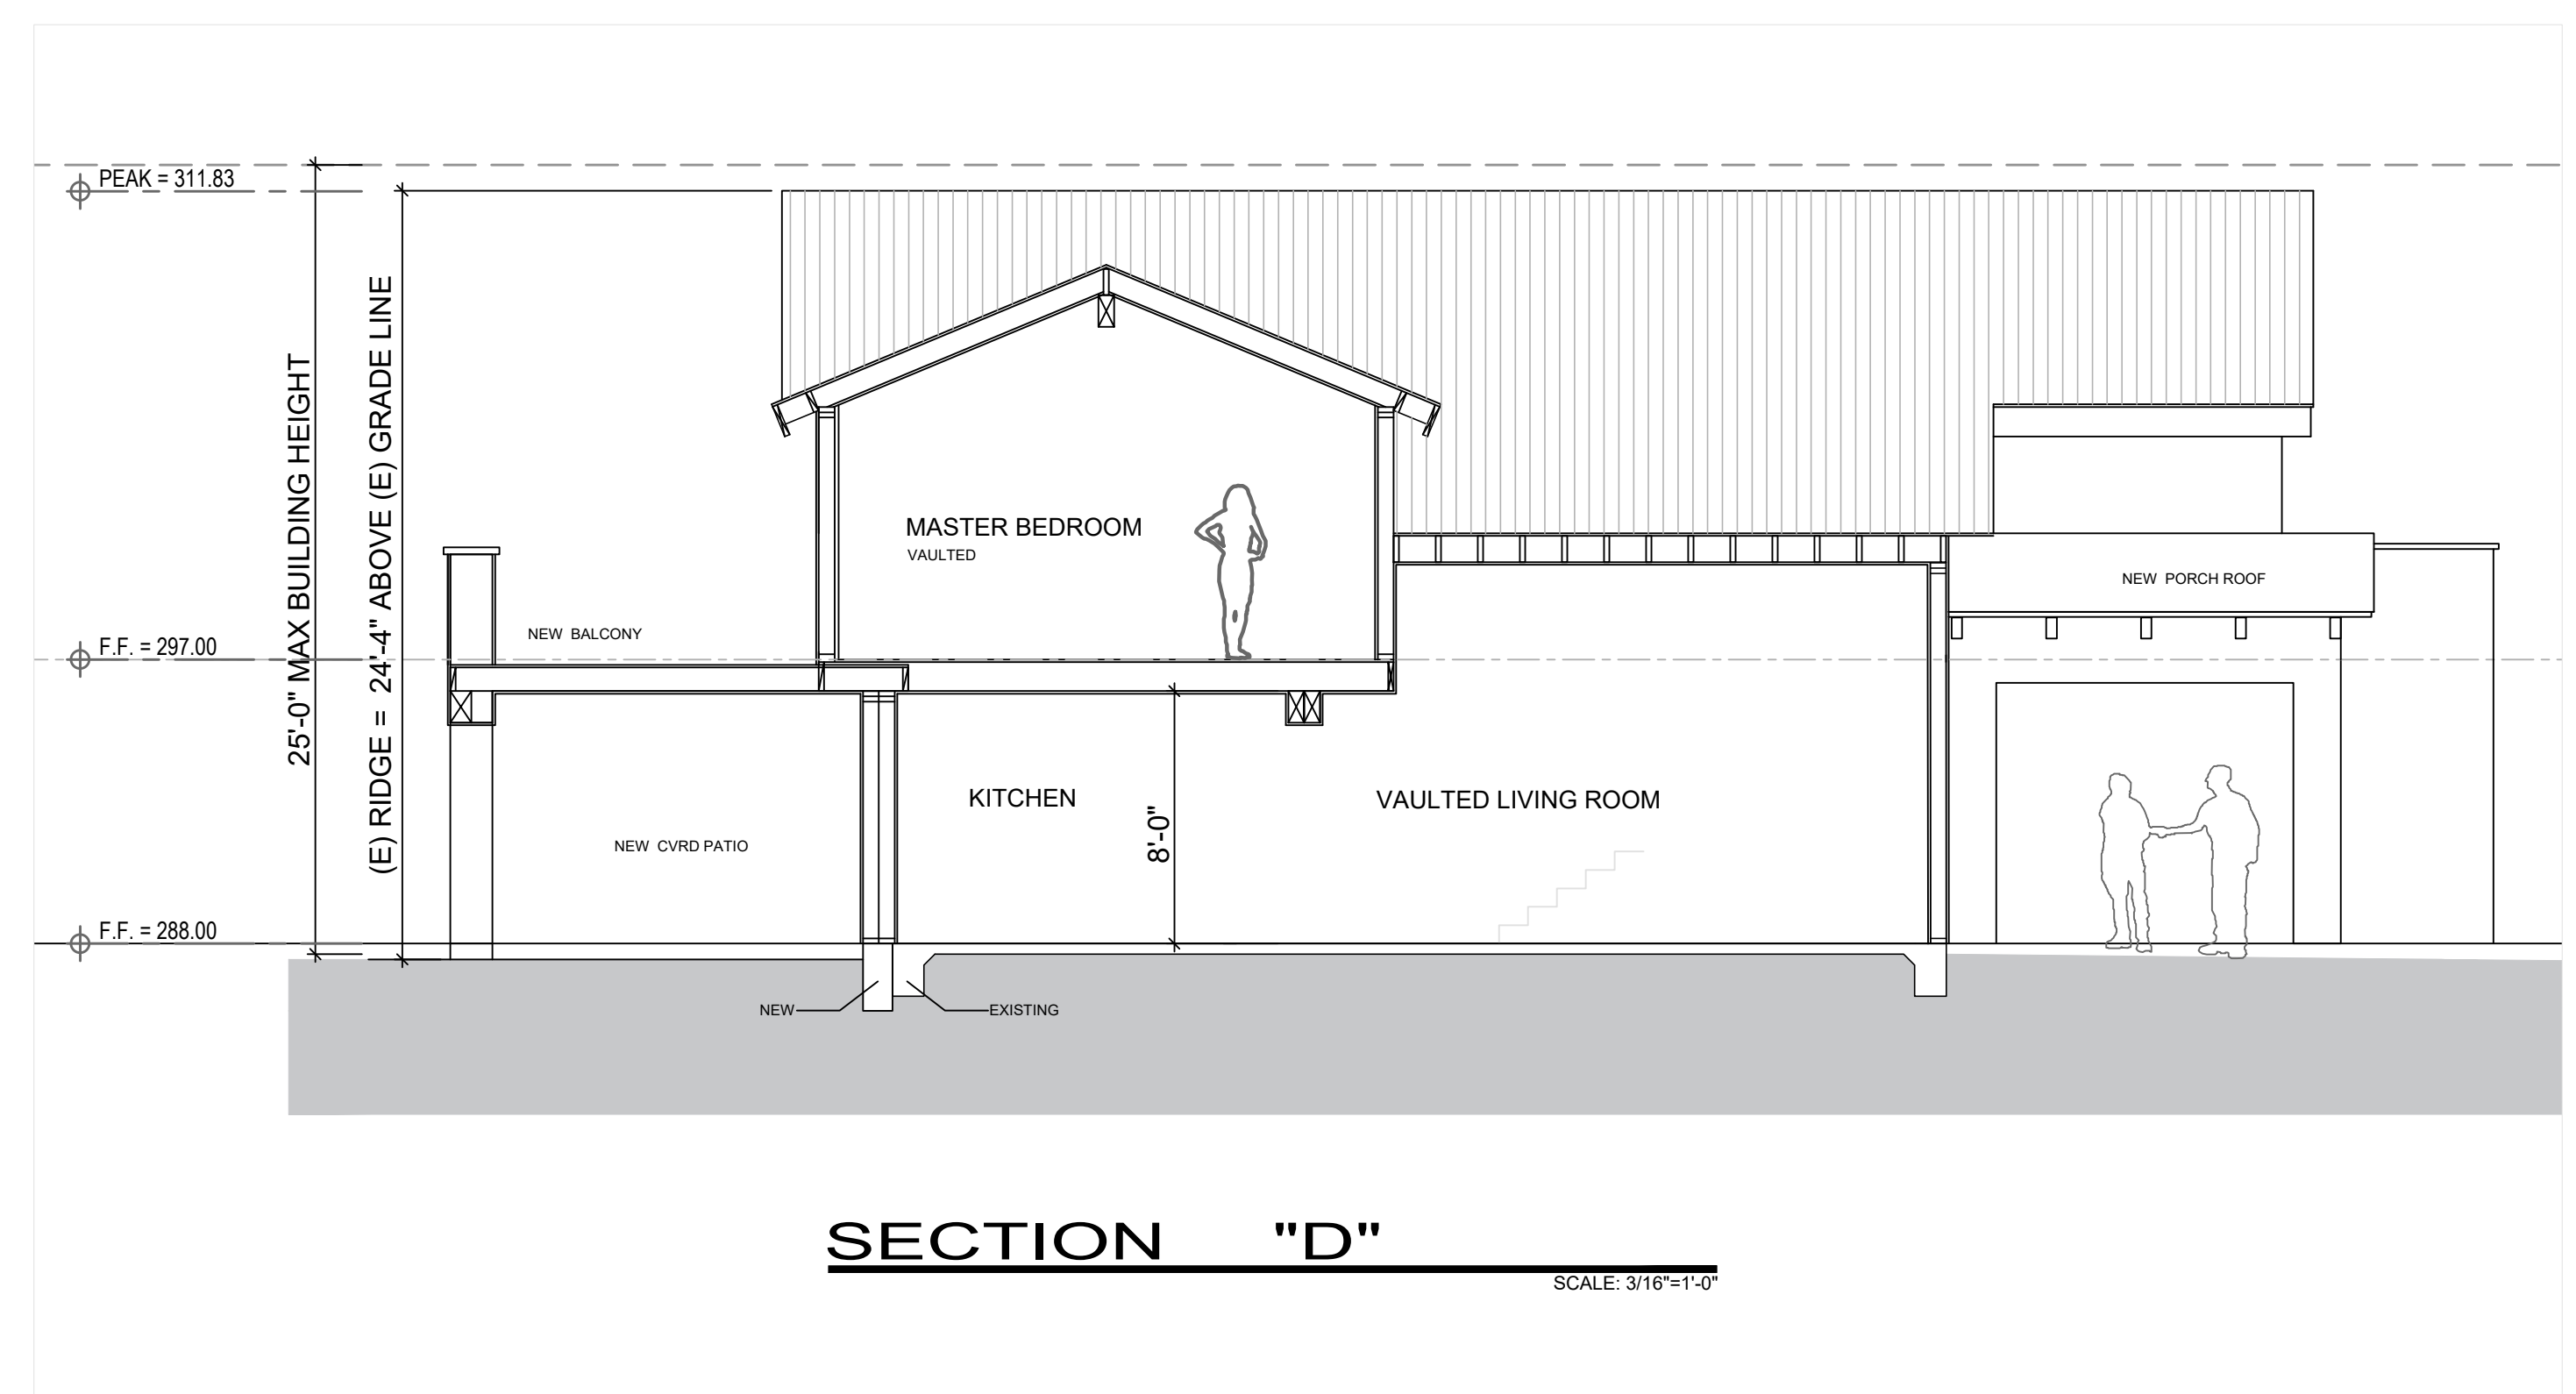 PEAK = 311.83
25'-0" MAX BUILDING HEIGHT
(E) RIDGE = 24'-4" ABOVE (E) GRADE LINE
MASTER BEDROOM
VAULTED
NEW PORCH ROOF
NEW BALCONY
F.F. = 297.00
KITCHEN
8'-0"
VAULTED LIVING ROOM
NEW CVRD PATIO
F.F. = 288.00
NEW
EXISTING
SECTION "D"
SCALE: 3/16"=1'-0"